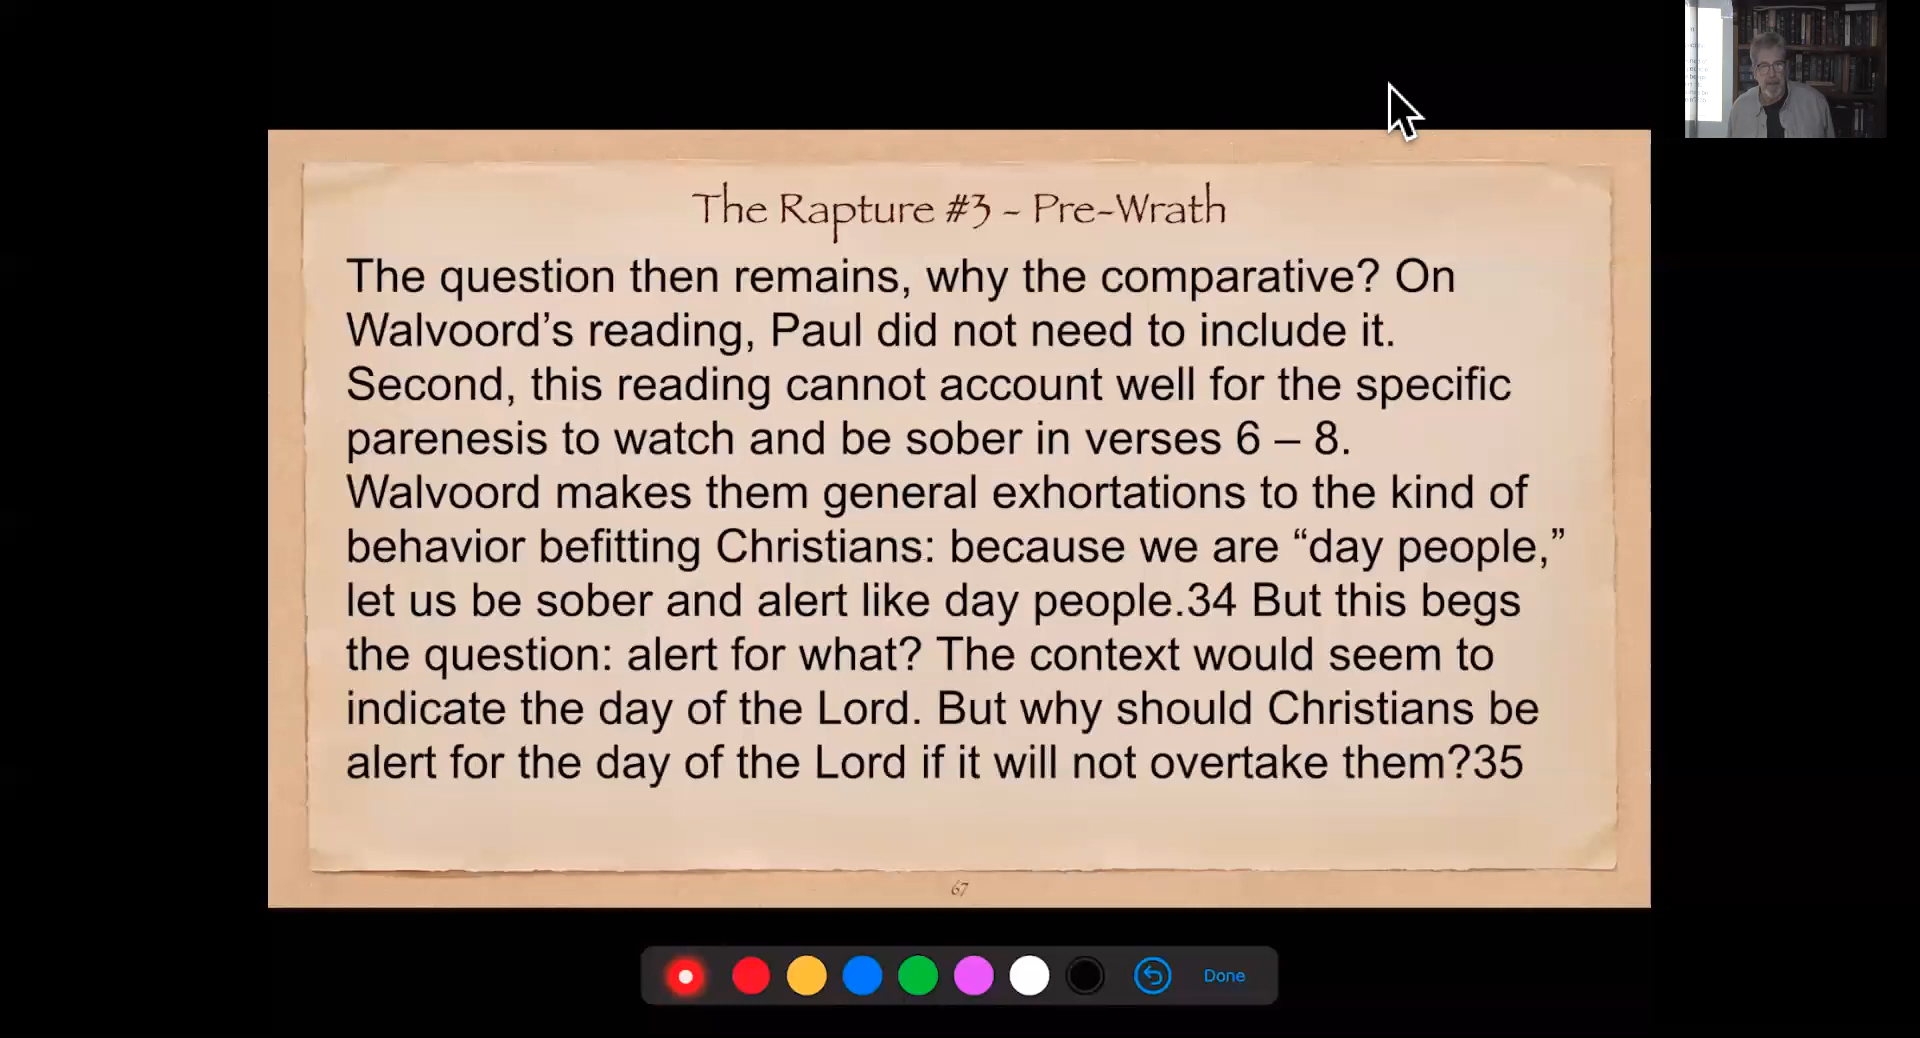 The Rapture #3 - Pre-Wrath
The question then remains, why the comparative? On
Walvoord’s reading, Paul did not need to include it.
Second, this reading cannot account well for the specific
parenesis to watch and be sober in verses 6 – 8.
Walvoord makes them general exhortations to the kind of
behavior befitting Christians: because we are “day people,”
let us be sober and alert like day people.34 But this begs
the question: alert for what? The context would seem to
indicate the day of the Lord. But why should Christians be
alert for the day of the Lord if it will not overtake them?35
67
Done